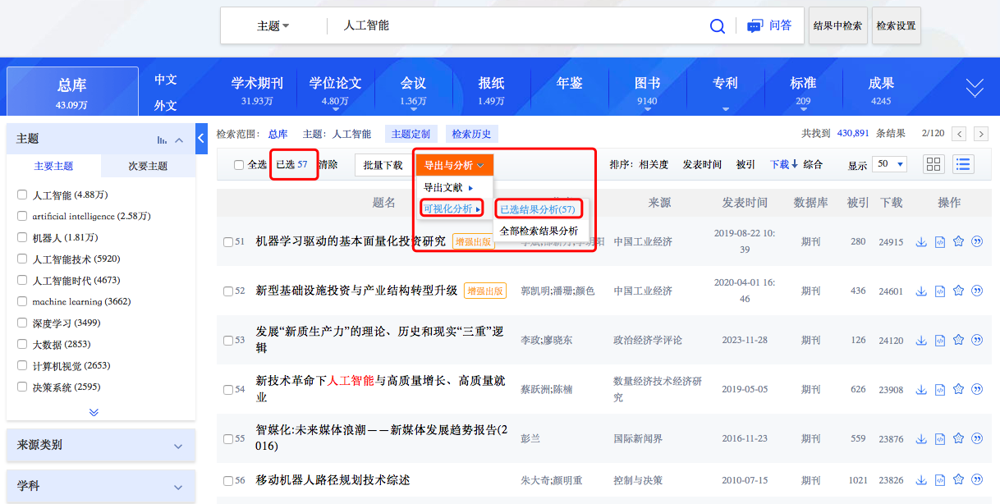 主题 人工智能 问答 结果中检索 检索设置
总库 43.09万
中文
外文
学术期刊 31.93万
学位论文 4.80万
会议 1.36万
报纸 1.49万
年鉴
图书 9140
专利
标准 209
成果 4245
主题
主要主题 次要主题
人工智能 (4.88万)
artificial intelligence (2.58万)
机器人 (1.81万)
人工智能技术 (5920)
人工智能时代 (4673)
machine learning (3662)
深度学习 (3499)
大数据 (2853)
计算机视觉 (2653)
决策系统 (2595)
来源类别
学科
检索范围: 总库 主题: 人工智能 主题定制 检索历史 共找到 430,891 条结果 2/120
全选 已选 57 清除 批量下载 导出与分析 排序: 相关度 发表时间 被引 下载 综合 显示 50
导出文献
可视化分析 已选结果分析(57)
全部检索结果分析
题名 来源 发表时间 数据库 被引 下载 操作
51 机器学习驱动的基本面量化投资研究 增强出版 中国工业经济 2019-08-22 10:
39 期刊 280 24915
52 新型基础设施投资与产业结构转型升级 增强出版 郭凯明;潘珊;颜色 中国工业经济 2020-04-01 16:
46 期刊 436 24601
53 发展“新质生产力”的理论、历史和现实“三重”逻
辑 李政;廖晓东 政治经济学评论 2023-11-28 期刊 126 24120
54 新技术革命下人工智能与高质量增长、高质量就
业 蔡跃洲;陈楠 数量经济技术经济研
究 2019-05-05 期刊 626 23908
55 智媒化:未来媒体浪潮——新媒体发展趋势报告(2
016) 彭兰 国际新闻界 2016-11-23 期刊 559 23876
56 移动机器人路径规划技术综述 朱大奇;颜明重 控制与决策 2010-07-15 期刊 1021 23826